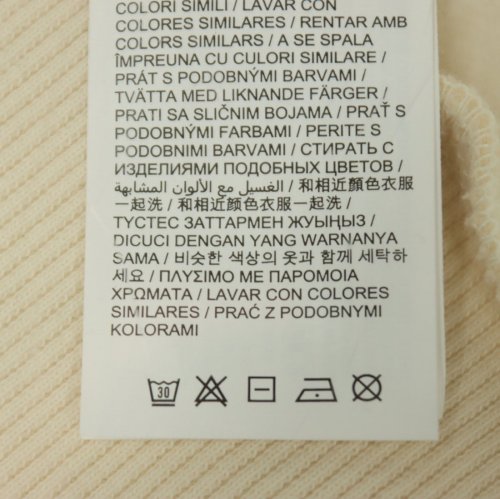 COLORI SIMILI / LAVAR CON
COLORES SIMILARES / RENTAR AMB
COLORS SIMILARS / A SE SPALA
ÎMPREUNA CU CULORI SIMILARE /
PRÁT S PODOBNÝMI BARVAMI /
TVÄTTA MED LIKNANDE FÄRGER /
PRATI SA SLIČNIM BOJAMA / PRAŤ S
PODOBNÝMI FARBAMI / PERITE S
PODOBNIMI BARVAMI / СТИРАТЬ С
ИЗДЕЛИЯМИ ПОДОБНЫХ ЦВЕТОВ /
الغسيل مع الألوان المشابهة / 和相近顏色衣服
一起洗 / 和相近颜色衣服一起洗 /
ТҮСТЕС ЗАТТАРМЕН ЖУЫҢЫЗ /
DICUCI DENGAN YANG WARNANYA
SAMA / 비슷한 색상의 옷과 함께 세탁하
세요 / ΠΛΥΣΙΜΟ ΜΕ ΠΑΡΟΜΟΙΑ
ΧΡΩΜΑΤΑ / LAVAR CON COLORES
SIMILARES / PRAĆ Z PODOBNYMI
KOLORAMI
30